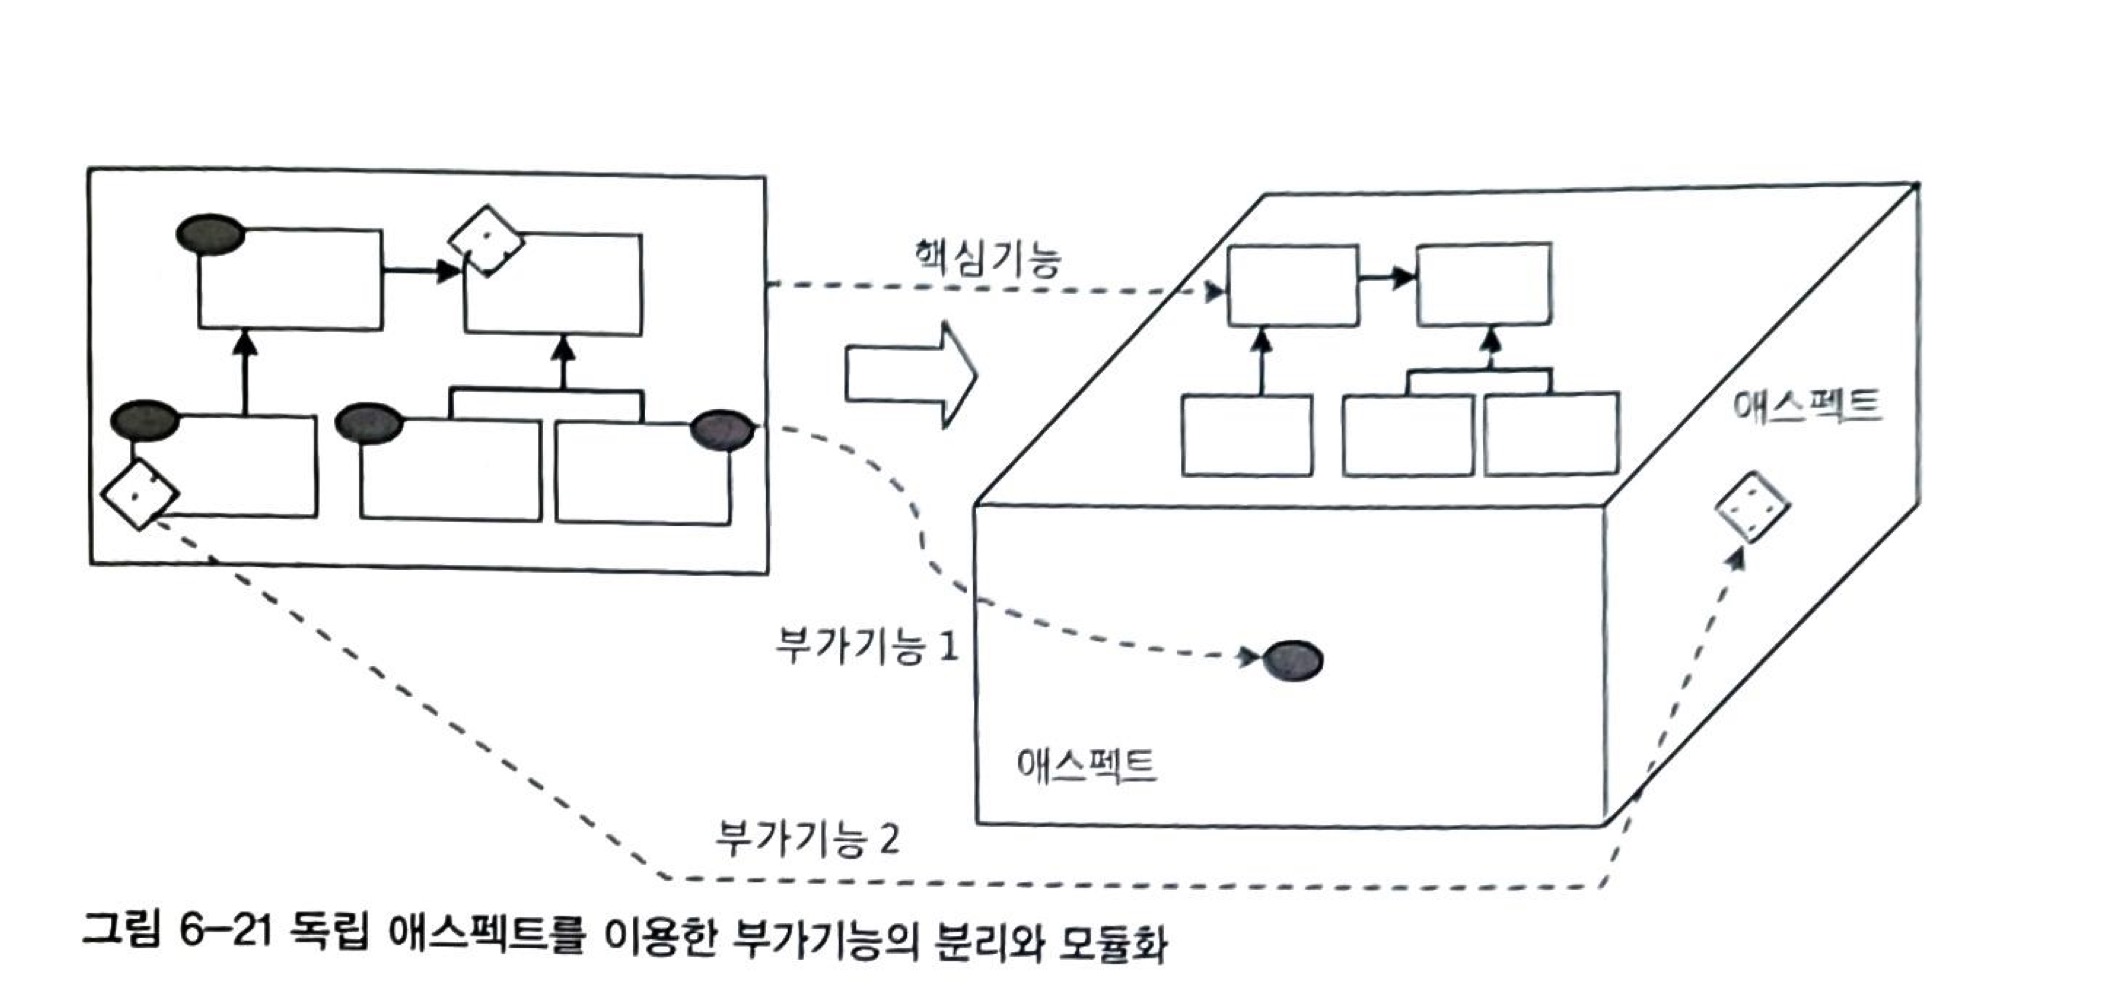 핵심기능
애스펙트
부가기능 1
애스펙트
부가기능 2
그림 6-21 독립 애스펙트를 이용한 부가기능의 분리와 모듈화